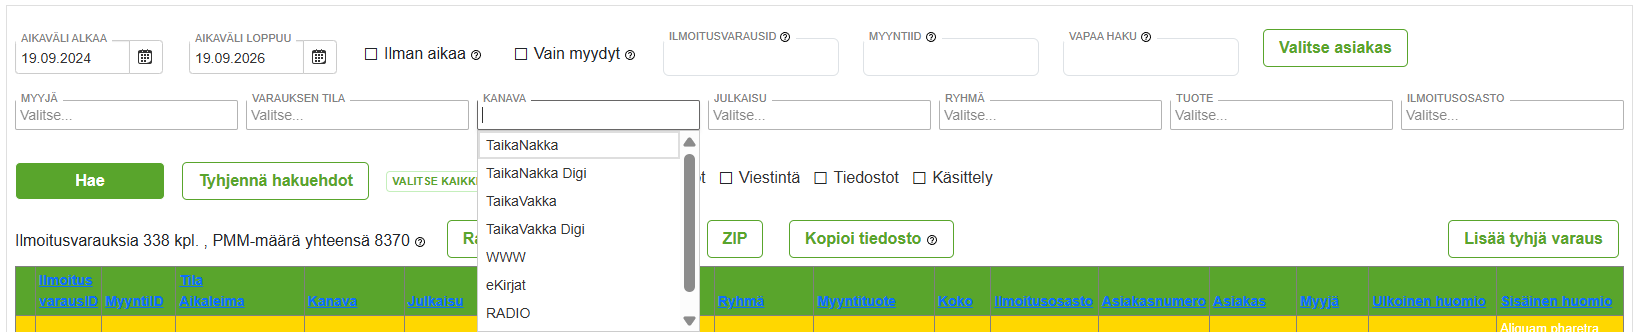 AIKAVÄLI ALKAA
19.09.2024
AIKAVÄLI LOPPUU
19.09.2026
Ilman aikaa
Vain myydyt
ILMOITUSVARAUSID
MYYNTIID
VAPAA HAKU
Valitse asiakas
MYYJÄ
Valitse...
VARAUKSEN TILA
Valitse...
KANAVA
JULKAISU
Valitse...
RYHMÄ
Valitse...
TUOTE
Valitse...
ILMOITUSOSASTO
Valitse...
TaikaNakka
TaikaNakka Digi
TaikaVakka
TaikaVakka Digi
WWW
eKirjat
RADIO
Hae
Tyhjennä hakuehdot
VALITSE KAIKKI
Viestintä
Tiedostot
Käsittely
Ilmoitusvarauksia 338 kpl. , PMM-määrä yhteensä 8370
ZIP
Kopioi tiedosto
Lisää tyhjä varaus
Ilmoitus
varausID
MyyntiID
Tila
Aikaleima
Kanava
Julkaisu
Ryhmä
Myyntituote
Koko
Ilmoitusosasto
Asiakasnumero
Asiakas
Myyjä
Ulkoinen huomio
Sisäinen huomio
Aliquam pharetra